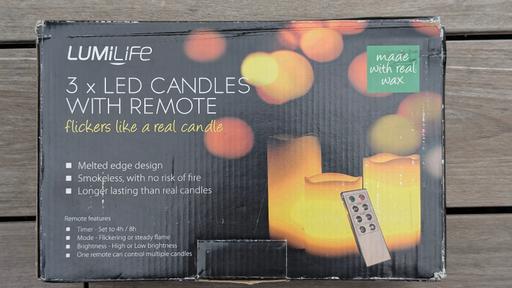 LUMiLiFe
3 x LED CANDLES
WITH REMOTE
flickers like a real candle
made
with real
wax
■ Melted edge design
■ Smokeless, with no risk of fire
■ Longer lasting than real candles
Remote features
■ Timer - Set to 4h / 8h
■ Mode - Flickering or steady flame
■ Brightness - High or Low brightness
■ One remote can control multiple candles